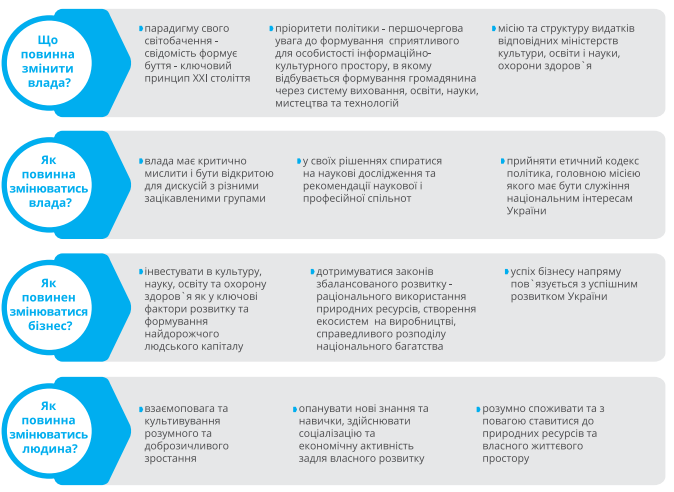 Що
повинна
змінити
влада?
парадигму свого
світобачення -
свідомість формує
буття - ключовий
принцип XXI століття
пріоритети політики - першочергова
увага до формування сприятливого
для особистості інформаційно-
культурного простору, в якому
відбувається формування громадянина
через систему виховання, освіти, науки,
мистецтва та технологій
місію та структуру видатків
відповідних міністерств
культури, освіти і науки,
охорони здоров`я
Як
повинна
змінюватись
влада?
влада має критично
мислити і бути відкритою
для дискусій з різними
зацікавленими групами
у своїх рішеннях спиратися
на наукові дослідження та
рекомендації наукової і
професійної спільнот
прийняти етичний кодекс
політика, головною місією
якого має бути служіння
національним інтересам
України
Як
повинен
змінюватися
бізнес?
інвестувати в культуру,
науку, освіту та охорону
здоров`я як у ключові
фактори розвитку та
формування
найдорожчого
людського капіталу
дотримуватися законів
збалансованого розвитку -
раціонального використання
природних ресурсів, створення
екосистем на виробництві,
справедливого розподілу
національного багатства
успіх бізнесу напряму
пов`язується з успішним
розвитком України
Як
повинна
змінюватись
людина?
взаємоповага та
культивування
розумного та
доброзичливого
зростання
опанувати нові знання та
навички, здійснювати
соціалізацію та
економічну активність
задля власного розвитку
розумно споживати та з
повагою ставитися до
природних ресурсів та
власного життєвого
простору